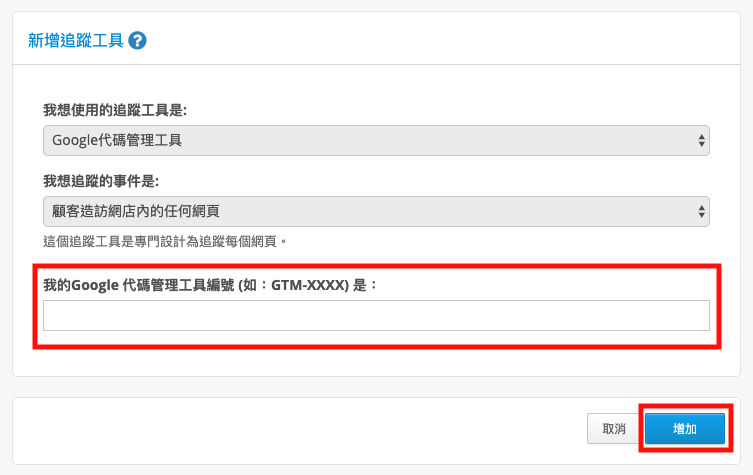 新增追蹤工具 ?
我想使用的追蹤工具是:
Google代碼管理工具
我想追蹤的事件是:
顧客造訪網店內的任何網頁
這個追蹤工具是專門設計為追蹤每個網頁。
我的Google 代碼管理工具編號 (如：GTM-XXXX) 是：
取消
增加